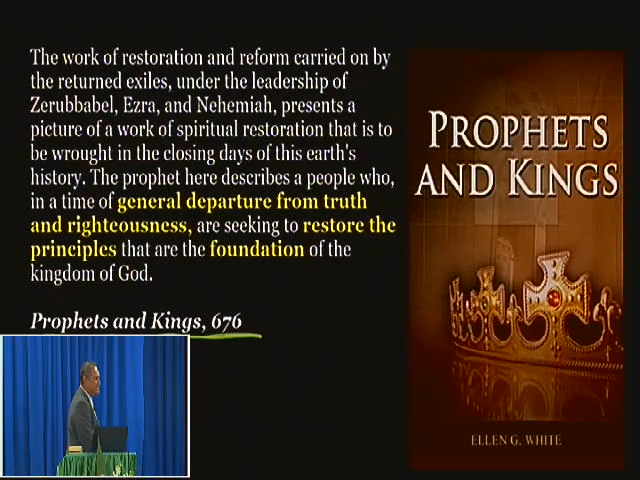 The work of restoration and reform carried on by
the returned exiles, under the leadership of
Zerubbabel, Ezra, and Nehemiah, presents a
picture of a work of spiritual restoration that is to
be wrought in the closing days of this earth's
history. The prophet here describes a people who,
in a time of general departure from truth
and righteousness, are seeking to restore the
principles that are the foundation of the
kingdom of God.
Prophets and Kings, 676
PROPHETS
AND KINGS
ELLEN G. WHITE